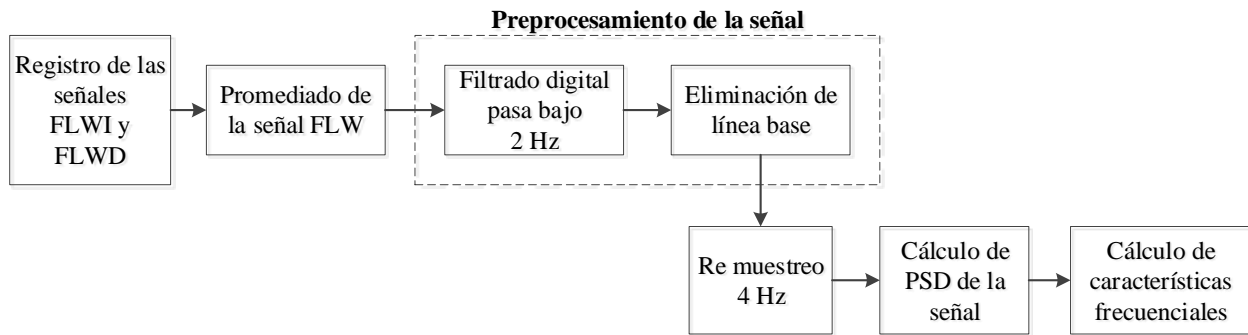 Preprocesamiento de la señal
Registro de las
señales
FLWI y
FLWD
Promediado de
la señal FLW
Filtrado digital
pasa bajo
2 Hz
Eliminación de
línea base
Re muestreo
4 Hz
Cálculo de
PSD de la
señal
Cálculo de
características
frecuenciales